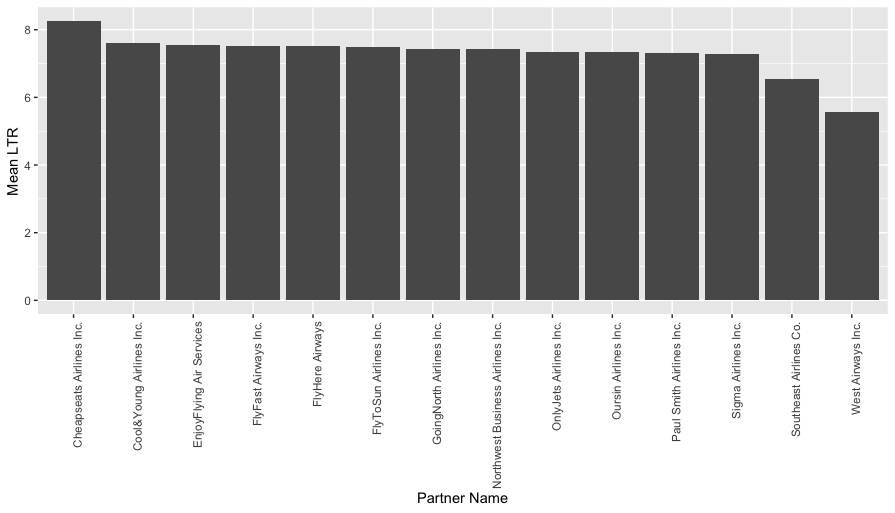 8
6
4
2
0
Mean LTR
Cheapseats Airlines Inc.
Cool&Young Airlines Inc.
EnjoyFlying Air Services
FlyFast Airways Inc.
FlyHere Airways
FlyToSun Airlines Inc.
GoingNorth Airlines Inc.
Northwest Business Airlines Inc.
OnlyJets Airlines Inc.
Oursin Airlines Inc.
Paul Smith Airlines Inc.
Sigma Airlines Inc.
Southeast Airlines Co.
West Airways Inc.
Partner Name